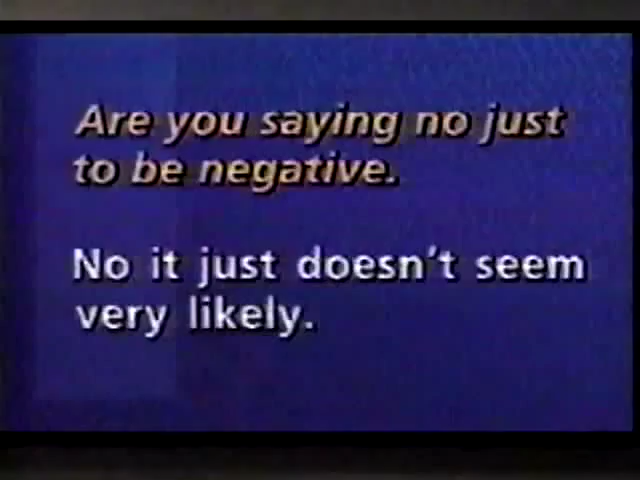 Are you saying no just
to be negative.
No it just doesn't seem
very likely.